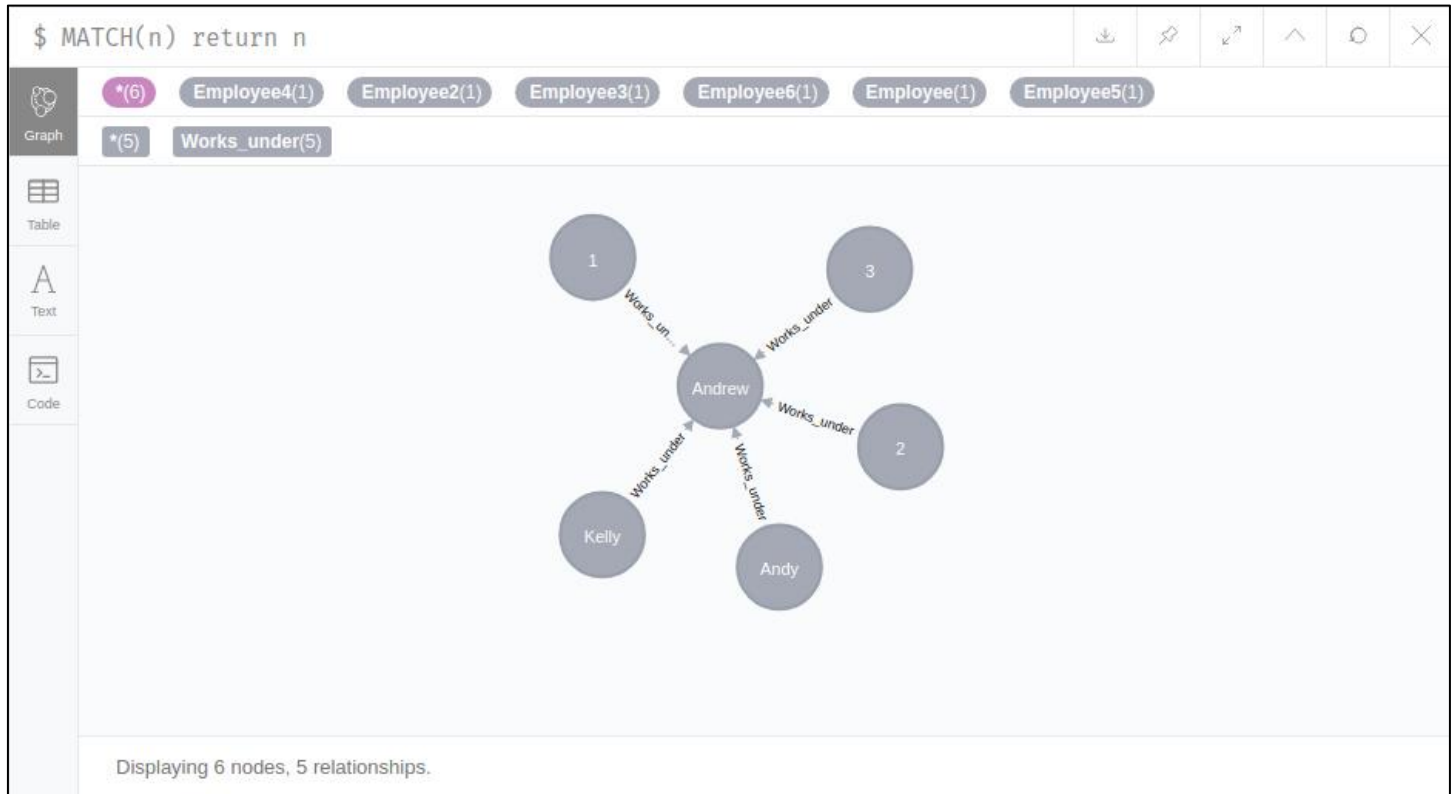 $ MATCH(n) return n
*(6) Employee4(1) Employee2(1) Employee3(1) Employee6(1) Employee(1) Employee5(1)
Graph
*(5) Works_under(5)
Table
Text
Code
1
3
Works_un...
Works_under
Andrew
Works_under
2
Works_under
Works_under
Kelly
Andy
Displaying 6 nodes, 5 relationships.